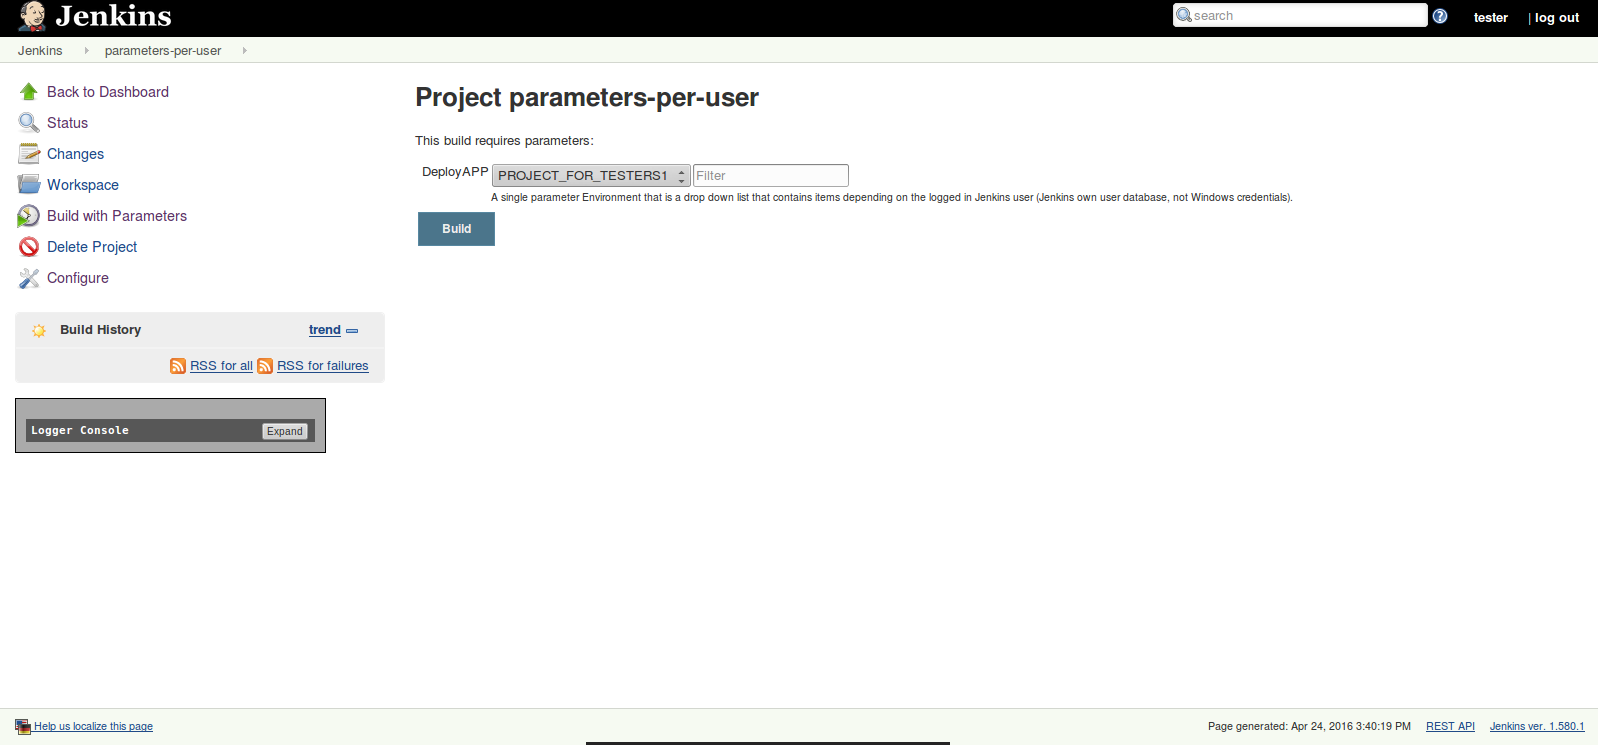 Jenkins
search
tester | log out
Jenkins parameters-per-user
Back to Dashboard
Status
Changes
Workspace
Build with Parameters
Delete Project
Configure
Build History trend
RSS for all RSS for failures
Logger Console Expand
Project parameters-per-user
This build requires parameters:
DeployAPP PROJECT_FOR_TESTERS1 Filter
A single parameter Environment that is a drop down list that contains items depending on the logged in Jenkins user (Jenkins own user database, not Windows credentials).
Build
Help us localize this page
Page generated: Apr 24, 2016 3:40:19 PM REST API Jenkins ver. 1.580.1